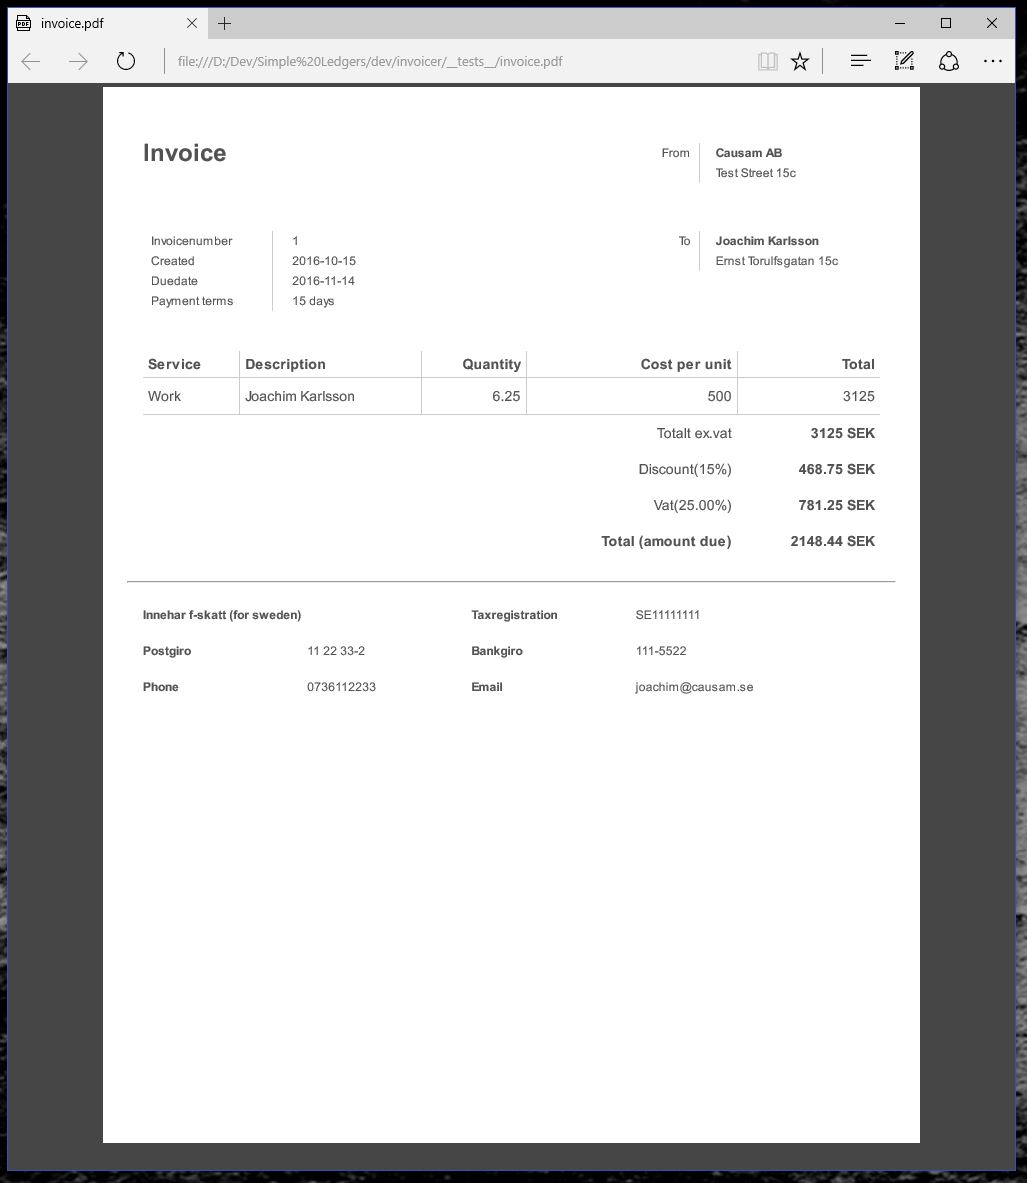 invoice.pdf
file:///D:/Dev/Simple%20Ledgers/dev/invoicer/__tests__/invoice.pdf
Invoice
From Causam AB
Test Street 15c
Invoicenumber 1
Created 2016-10-15
Duedate 2016-11-14
Payment terms 15 days
To Joachim Karlsson
Ernst Torulfsgatan 15c
Service Description Quantity Cost per unit Total
Work Joachim Karlsson 6.25 500 3125
Totalt ex.vat 3125 SEK
Discount(15%) 468.75 SEK
Vat(25.00%) 781.25 SEK
Total (amount due) 2148.44 SEK
Innehar f-skatt (for sweden) Taxregistration SE11111111
Postgiro 11 22 33-2 Bankgiro 111-5522
Phone 0736112233 Email joachim@causam.se